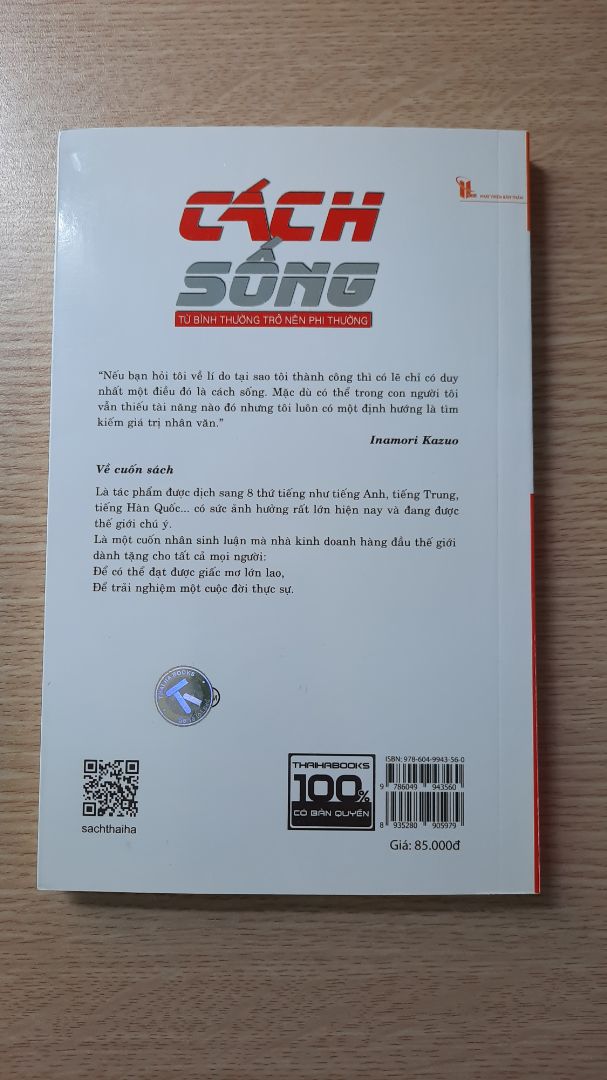 PHÁT TRIỂN BẢN THÂN
CÁCH
SỐNG
TỪ BÌNH THƯỜNG TRỞ NÊN PHI THƯỜNG
“Nếu bạn hỏi tôi về lí do tại sao tôi thành công thì có lẽ chỉ có duy
nhất một điều đó là cách sống. Mặc dù có thể trong con người tôi
vẫn thiếu tài năng nào đó nhưng tôi luôn có một định hướng là tìm
kiếm giá trị nhân văn.”
Inamori Kazuo
Về cuốn sách
Là tác phẩm được dịch sang 8 thứ tiếng như tiếng Anh, tiếng Trung,
tiếng Hàn Quốc... có sức ảnh hưởng rất lớn hiện nay và đang được
thế giới chú ý.
Là một cuốn nhân sinh luận mà nhà kinh doanh hàng đầu thế giới
dành tặng cho tất cả mọi người:
Để có thể đạt được giấc mơ lớn lao,
Để trải nghiệm một cuộc đời thực sự.
THAIHABOOKS
sachthaiha
THAIHABOOKS
100%
CÓ BẢN QUYỀN
ISBN: 978-604-9943-56-0
9 786049 943560
8 935280 905979
Giá: 85.000đ